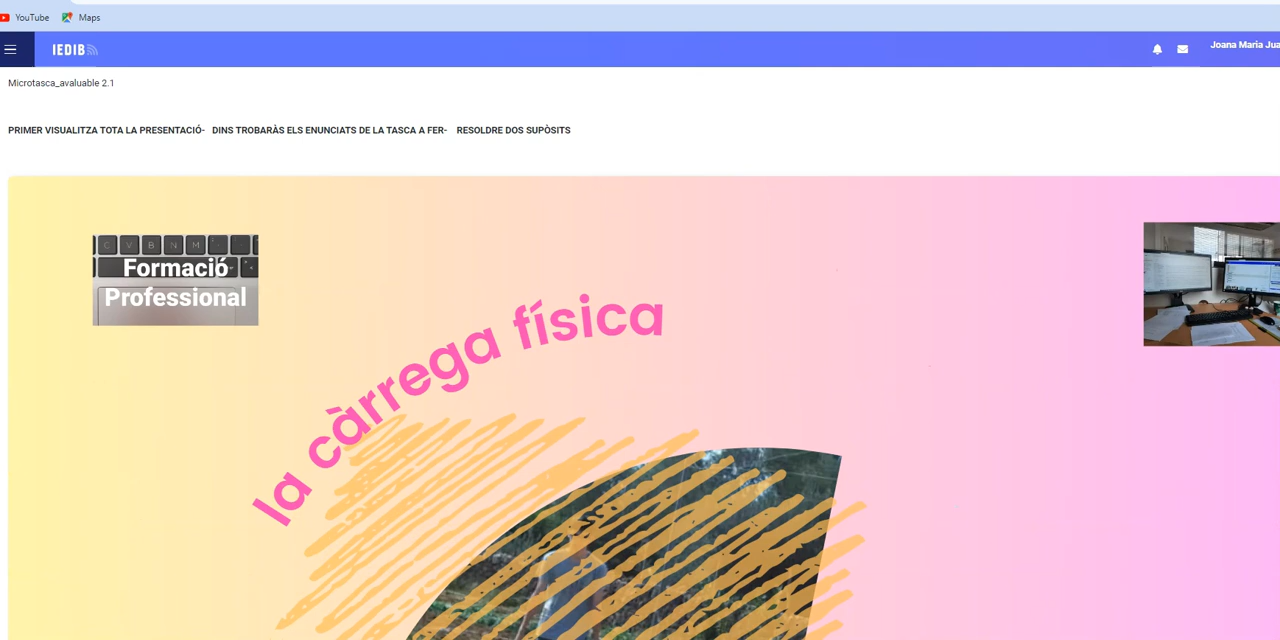 YouTube Maps
IEDIB
Joana Maria Jua
Microtasca_avaluable 2.1
PRIMER VISUALITZA TOTA LA PRESENTACIÓ- DINS TROBARÀS ELS ENUNCIATS DE LA TASCA A FER- RESOLDRE DOS SUPÒSITS
C V B N M
Formació
Professional
la càrrega física